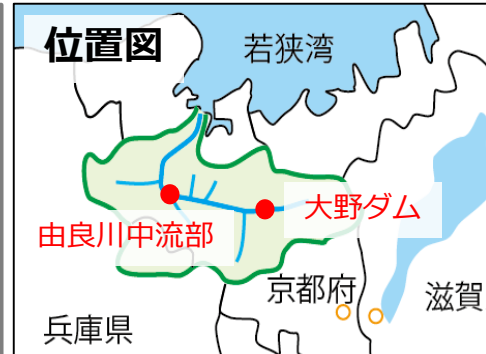 位置図
若狭湾
大野ダム
由良川中流部
京都府
滋賀
兵庫県